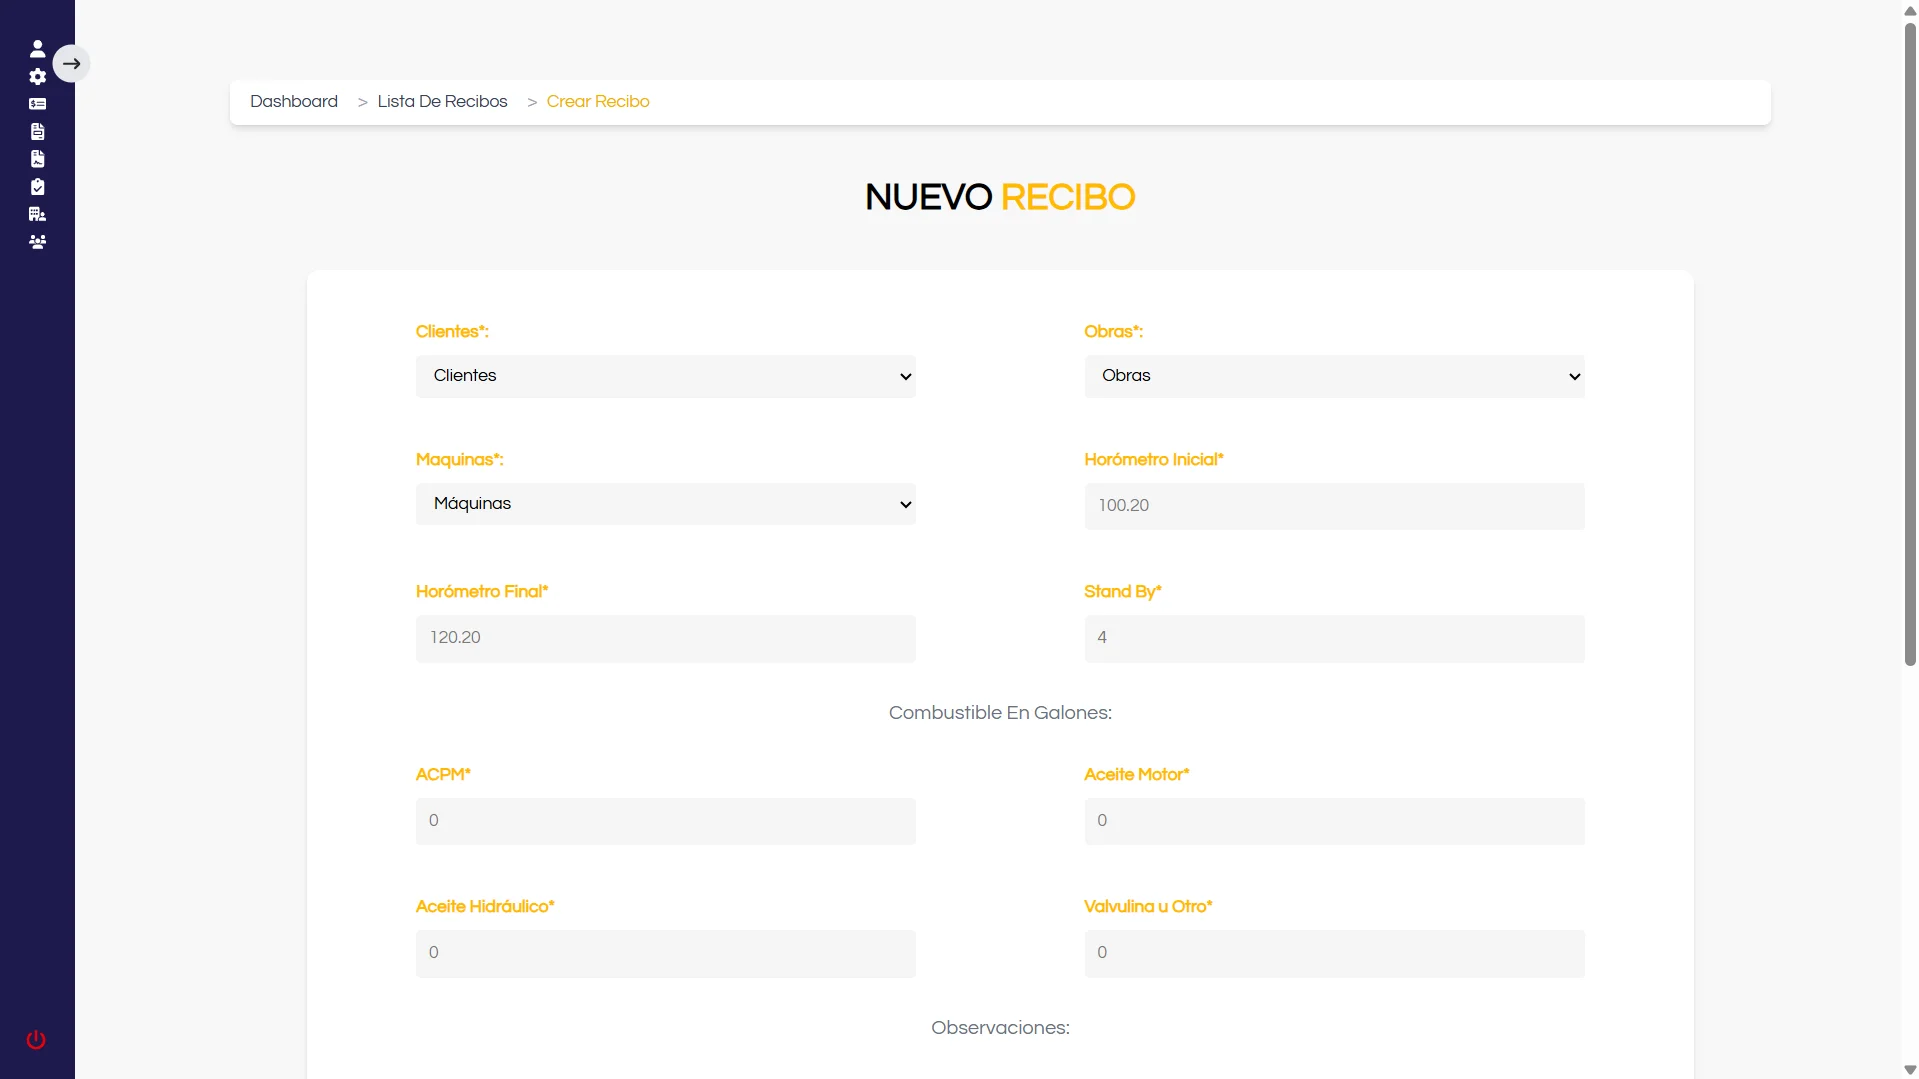 Dashboard > Lista De Recibos > Crear Recibo
NUEVO RECIBO
Clientes*: Obras*:
Clientes Obras
Maquinas*: Horómetro Inicial*
Máquinas 100.20
Horómetro Final* Stand By*
120.20 4
Combustible En Galones:
ACPM* Aceite Motor*
0 0
Aceite Hidráulico* Valvulina u Otro*
0 0
Observaciones: